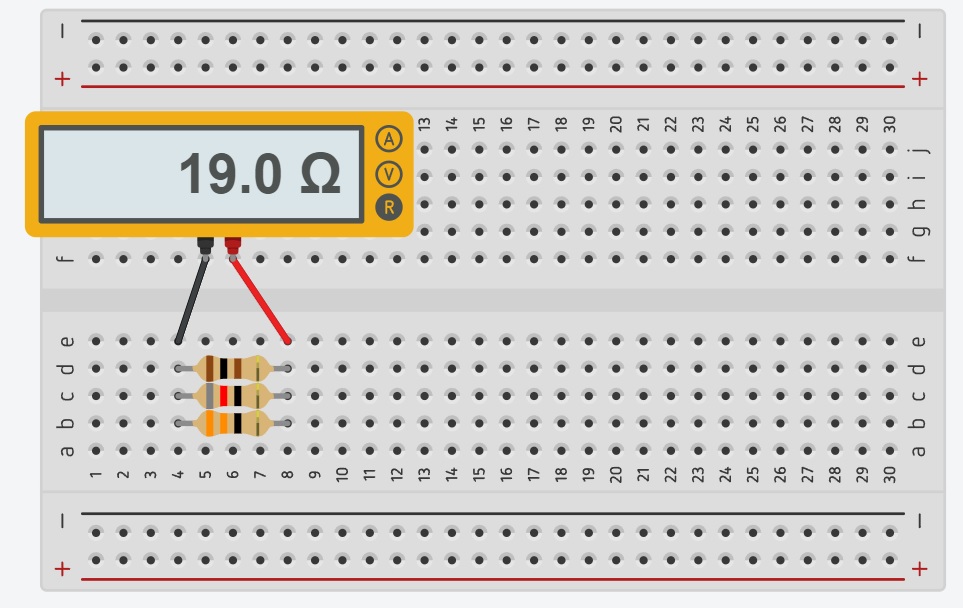 — —
+ +
13 14 15 16 17 18 19 20 21 22 23 24 25 26 27 28 29 30
A
19.0 Ω V
R
j
i
h
g
f f
e e
d d
c c
b b
a a
1 2 3 4 5 6 7 8 9 10 11 12 13 14 15 16 17 18 19 20 21 22 23 24 25 26 27 28 29 30
— —
+ +